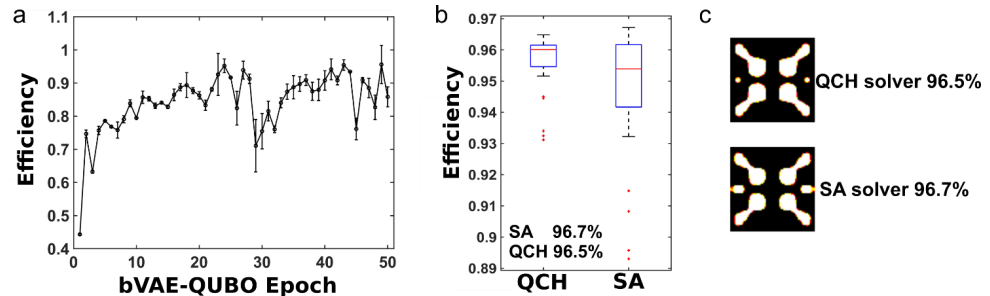 a
1.1
1
0.9
0.8
0.7
0.6
0.5
0.4
Efficiency
0 10 20 30 40 50
bVAE-QUBO Epoch
b
0.97
0.96
0.95
0.94
0.93
0.92
0.91
0.9
0.89
Efficiency
SA 96.7%
QCH 96.5%
QCH SA
c
QCH solver 96.5%
SA solver 96.7%